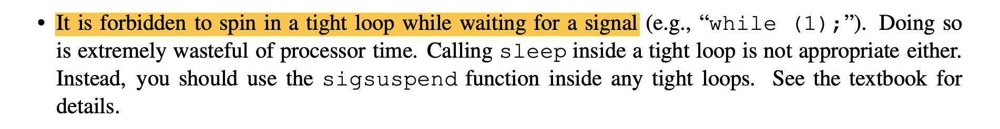 • It is forbidden to spin in a tight loop while waiting for a signal (e.g., “while (1);”). Doing so
is extremely wasteful of processor time. Calling sleep inside a tight loop is not appropriate either.
Instead, you should use the sigsuspend function inside any tight loops. See the textbook for
details.